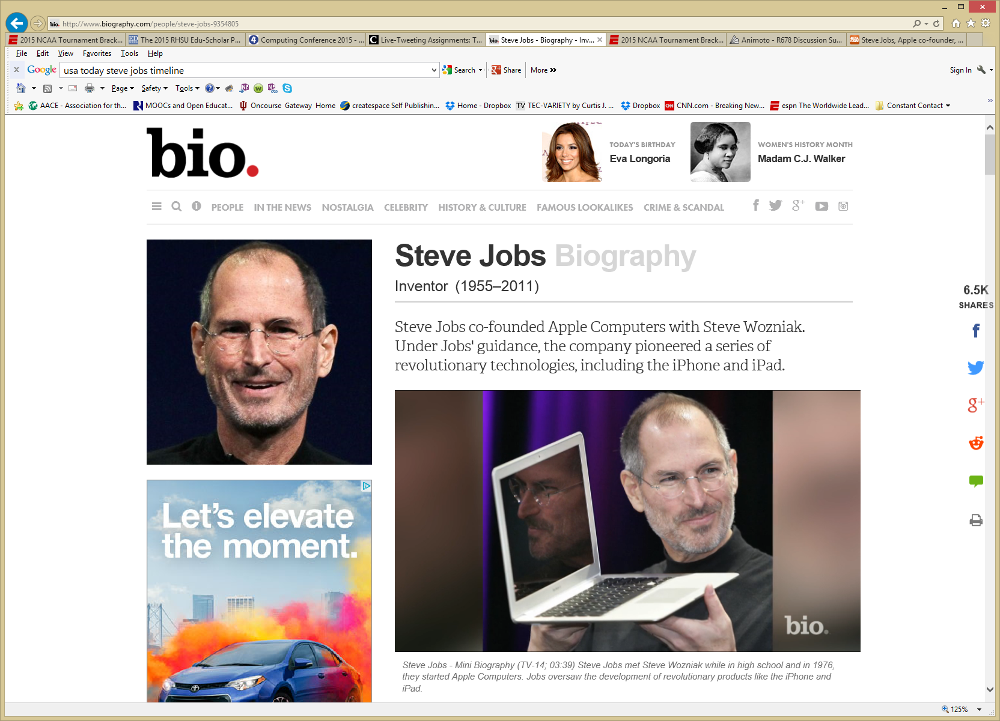 bio. http://www.biography.com/people/steve-jobs-9354805
2015 NCAA Tournament Brack...
ED The 2015 RHSU Edu-Scholar P...
4 Computing Conference 2015 - ...
C Live-Tweeting Assignments: T...
bio. Steve Jobs - Biography - Inv...
2015 NCAA Tournament Brack...
Animoto - R678 Discussion Su...
Steve Jobs, Apple co-founder, ...
File Edit View Favorites Tools Help
x Google usa today steve jobs timeline Search Share More » Sign In
Page Safety Tools
AACE - Association for th... MOOCs and Open Educat... Oncourse Gateway Home createspace Self Publishin... Home - Dropbox TV TEC-VARIETY by Curtis J. ... Dropbox CNN CNN.com - Breaking New... espn The Worldwide Lead... Constant Contact »
bio.
TODAY'S BIRTHDAY
Eva Longoria
WOMEN'S HISTORY MONTH
Madam C.J. Walker
PEOPLE IN THE NEWS NOSTALGIA CELEBRITY HISTORY & CULTURE FAMOUS LOOKALIKES CRIME & SCANDAL
Steve Jobs Biography
Inventor (1955–2011)
6.5K
SHARES
Steve Jobs co-founded Apple Computers with Steve Wozniak.
Under Jobs' guidance, the company pioneered a series of
revolutionary technologies, including the iPhone and iPad.
bio.
Steve Jobs - Mini Biography (TV-14; 03:39) Steve Jobs met Steve Wozniak while in high school and in 1976,
they started Apple Computers. Jobs oversaw the development of revolutionary products like the iPhone and
iPad.
Let's elevate
the moment.
125%